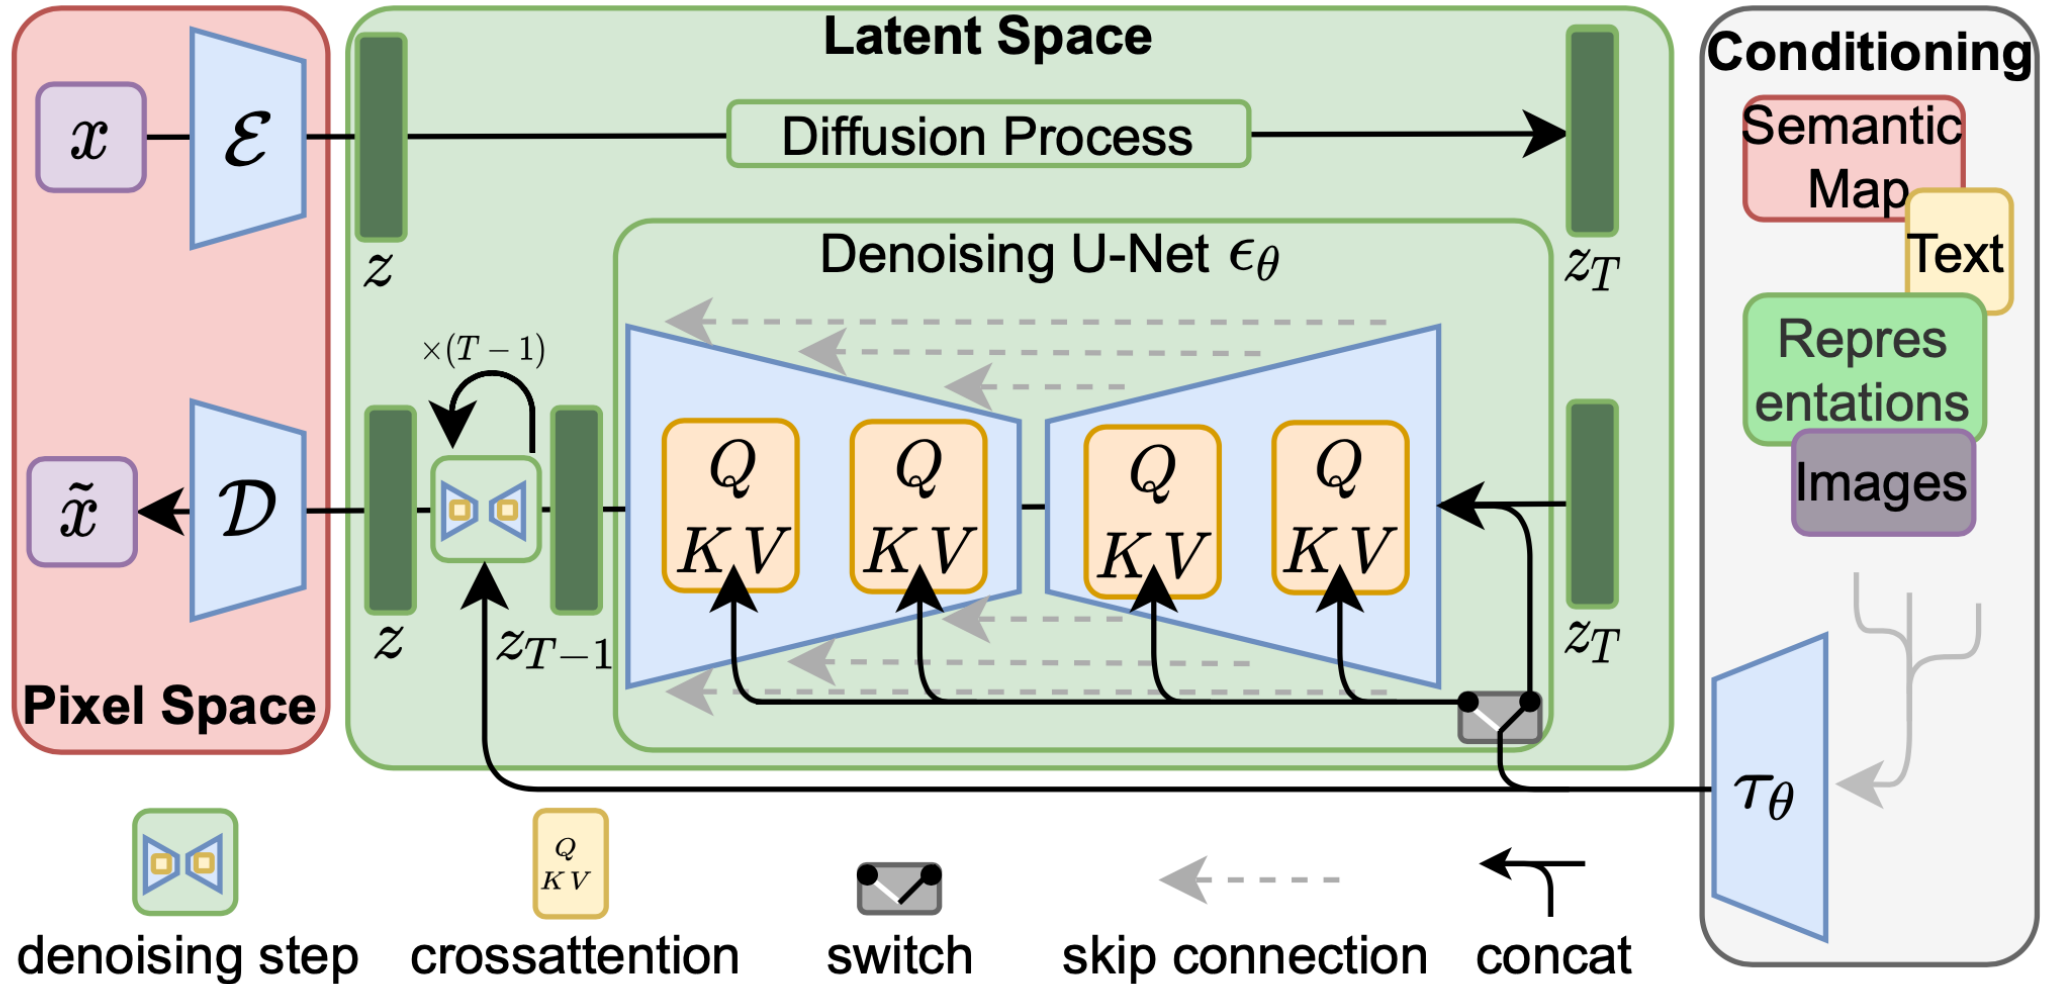 Latent Space
Conditioning
x
ℰ
Diffusion Process
z
z_T
Semantic
Map
Text
Repres
entations
Images
Denoising U-Net ϵ_θ
×(T − 1)
Q
K V
Q
K V
Q
K V
Q
K V
x̃
𝒟
z
z_{T−1}
z_T
Pixel Space
τ_θ
Q
K V
denoising step
crossattention
switch
skip connection
concat